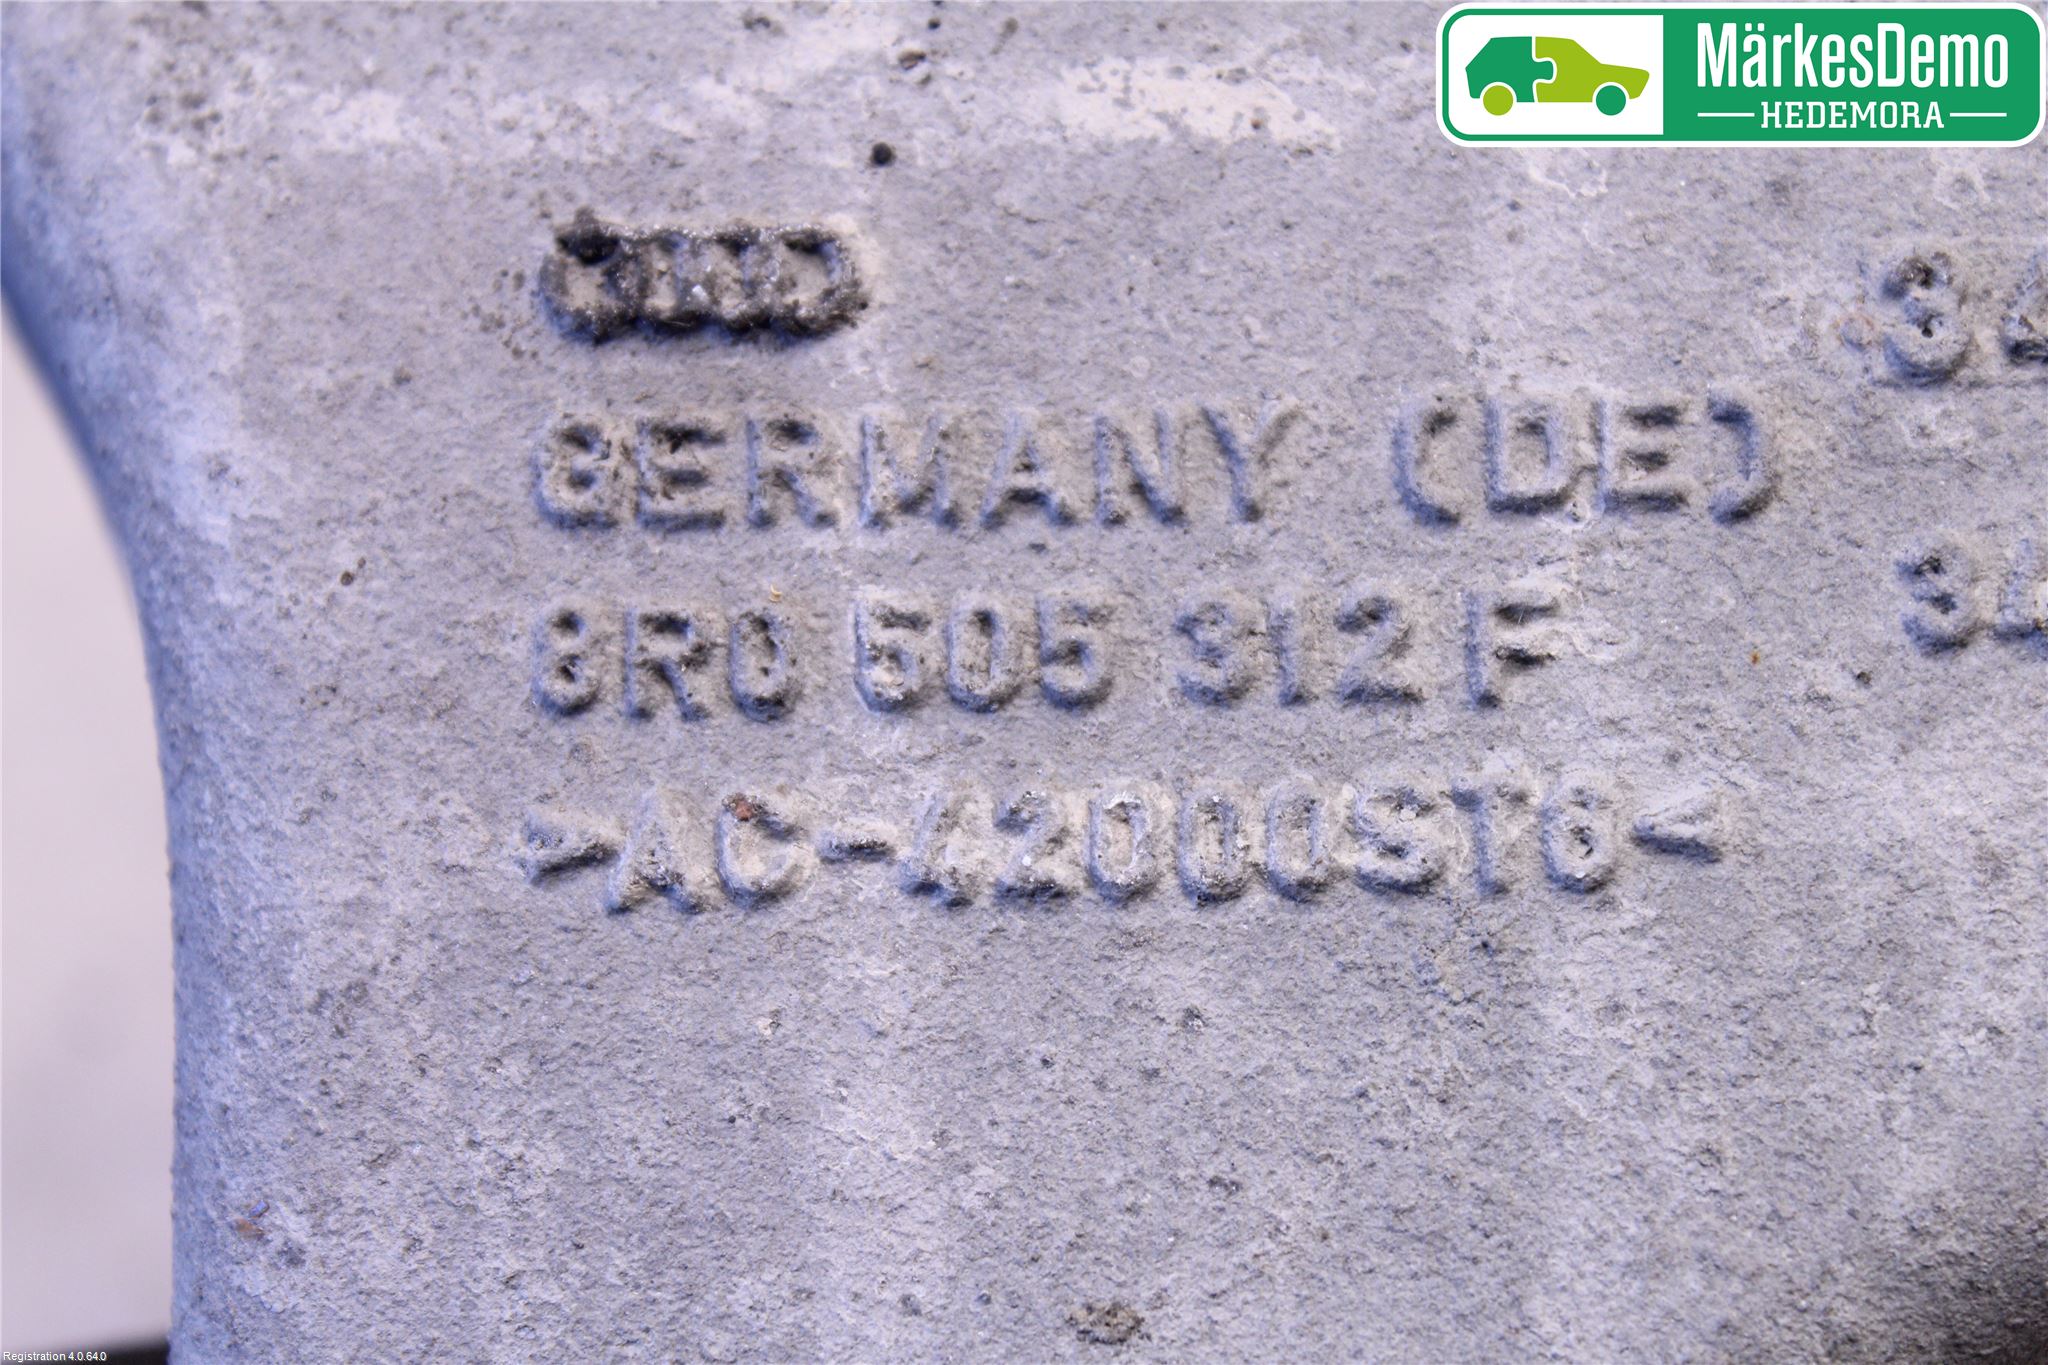 MärkesDemo
HEDEMORA
GERMANY (DE)
8R0 505 312 F
>AC-42000ST6<
Registration 4.0.64.0